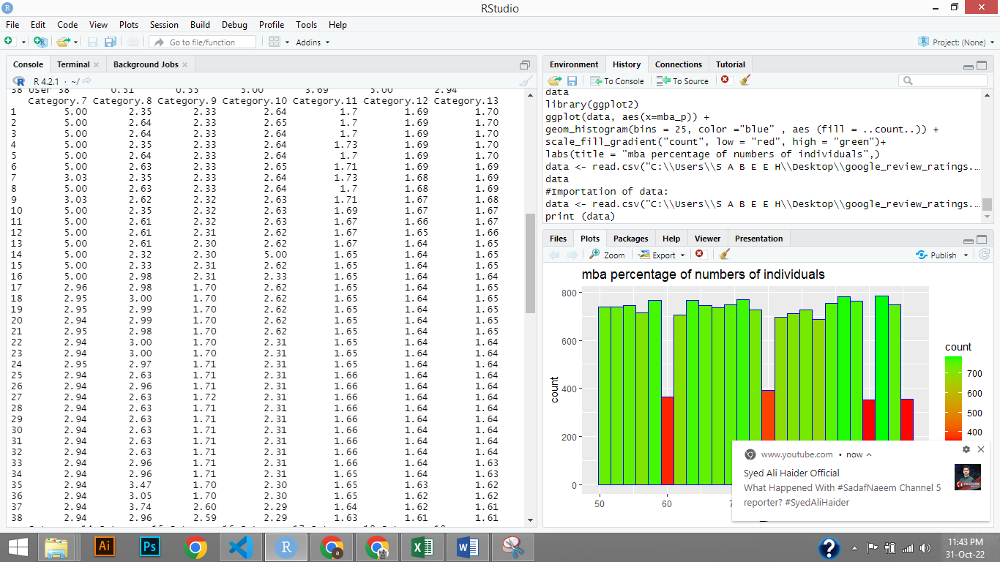 RStudio
File Edit Code View Plots Session Build Debug Profile Tools Help
Go to file/function Addins Project: (None)
Console Terminal Background Jobs
R 4.2.1 · ~/
38 User 38 0.51 0.55 5.00 3.69 5.00 2.94
Category.7 Category.8 Category.9 Category.10 Category.11 Category.12 Category.13
1 5.00 2.35 2.33 2.64 1.7 1.69 1.70
2 5.00 2.64 2.33 2.65 1.7 1.69 1.70
3 5.00 2.64 2.33 2.64 1.7 1.69 1.70
4 5.00 2.35 2.33 2.64 1.73 1.69 1.70
5 5.00 2.64 2.33 2.64 1.7 1.69 1.70
6 5.00 2.63 2.33 2.65 1.71 1.69 1.69
7 3.03 2.35 2.33 2.64 1.73 1.68 1.69
8 5.00 2.63 2.33 2.64 1.7 1.68 1.69
9 3.03 2.62 2.32 2.63 1.71 1.67 1.68
10 5.00 2.35 2.32 2.63 1.69 1.67 1.67
11 5.00 2.61 2.32 2.63 1.67 1.66 1.67
12 5.00 2.61 2.31 2.62 1.67 1.65 1.66
13 5.00 2.61 2.30 2.62 1.67 1.64 1.65
14 5.00 2.32 2.30 5.00 1.65 1.64 1.65
15 5.00 2.33 2.31 2.62 1.65 1.64 1.65
16 5.00 2.98 2.31 2.33 1.65 1.64 1.64
17 2.96 2.98 1.70 2.62 1.65 1.64 1.65
18 2.95 3.00 1.70 2.62 1.65 1.64 1.65
19 2.95 2.99 1.70 2.62 1.65 1.64 1.65
20 2.94 2.99 1.70 2.62 1.65 1.64 1.65
21 2.95 2.98 1.70 2.62 1.65 1.64 1.65
22 2.94 3.00 1.70 2.31 1.65 1.64 1.64
23 2.94 3.00 1.70 2.31 1.65 1.64 1.64
24 2.95 2.97 1.71 2.31 1.65 1.64 1.64
25 2.94 2.63 1.71 2.31 1.66 1.64 1.64
26 2.94 2.96 1.71 2.31 1.66 1.64 1.64
27 2.94 2.63 1.72 2.31 1.66 1.64 1.64
28 2.94 2.63 1.71 2.31 1.66 1.64 1.64
29 2.94 2.63 1.71 2.31 1.66 1.64 1.64
30 2.94 2.63 1.71 2.31 1.66 1.64 1.64
31 2.94 2.63 1.71 2.31 1.66 1.64 1.64
32 2.94 2.63 1.71 2.31 1.66 1.64 1.64
33 2.94 2.96 1.71 2.31 1.66 1.64 1.63
34 2.94 2.96 1.71 2.31 1.65 1.64 1.63
35 2.94 3.47 1.70 2.30 1.65 1.63 1.62
36 2.94 3.05 1.70 2.30 1.65 1.62 1.62
37 2.94 3.74 2.60 2.29 1.64 1.62 1.61
38 2.94 2.96 2.59 2.29 1.63 1.61 1.61
Environment History Connections Tutorial
To Console To Source
data
library(ggplot2)
ggplot(data, aes(x=mba_p)) +
geom_histogram(bins = 25, color ="blue" , aes (fill = ..count..)) +
scale_fill_gradient("count", low = "red", high = "green")+
labs(title = "mba percentage of numbers of individuals",)
data <- read.csv("C:\\Users\\S A B E E H\\Desktop\\google_review_ratings.…
data
#Importation of data:
data <- read.csv("C:\\Users\\S A B E E H\\Desktop\\google_review_ratings.…
print (data)
Files Plots Packages Help Viewer Presentation
Zoom Export Publish
mba percentage of numbers of individuals
800
600
400
200
0
count
50 60
count
700
600
500
400
www.youtube.com • now
Syed Ali Haider Official
What Happened With #SadafNaeem Channel 5
reporter? #SyedAliHaider
Ai Ps R a X W ?
11:43 PM
31-Oct-22